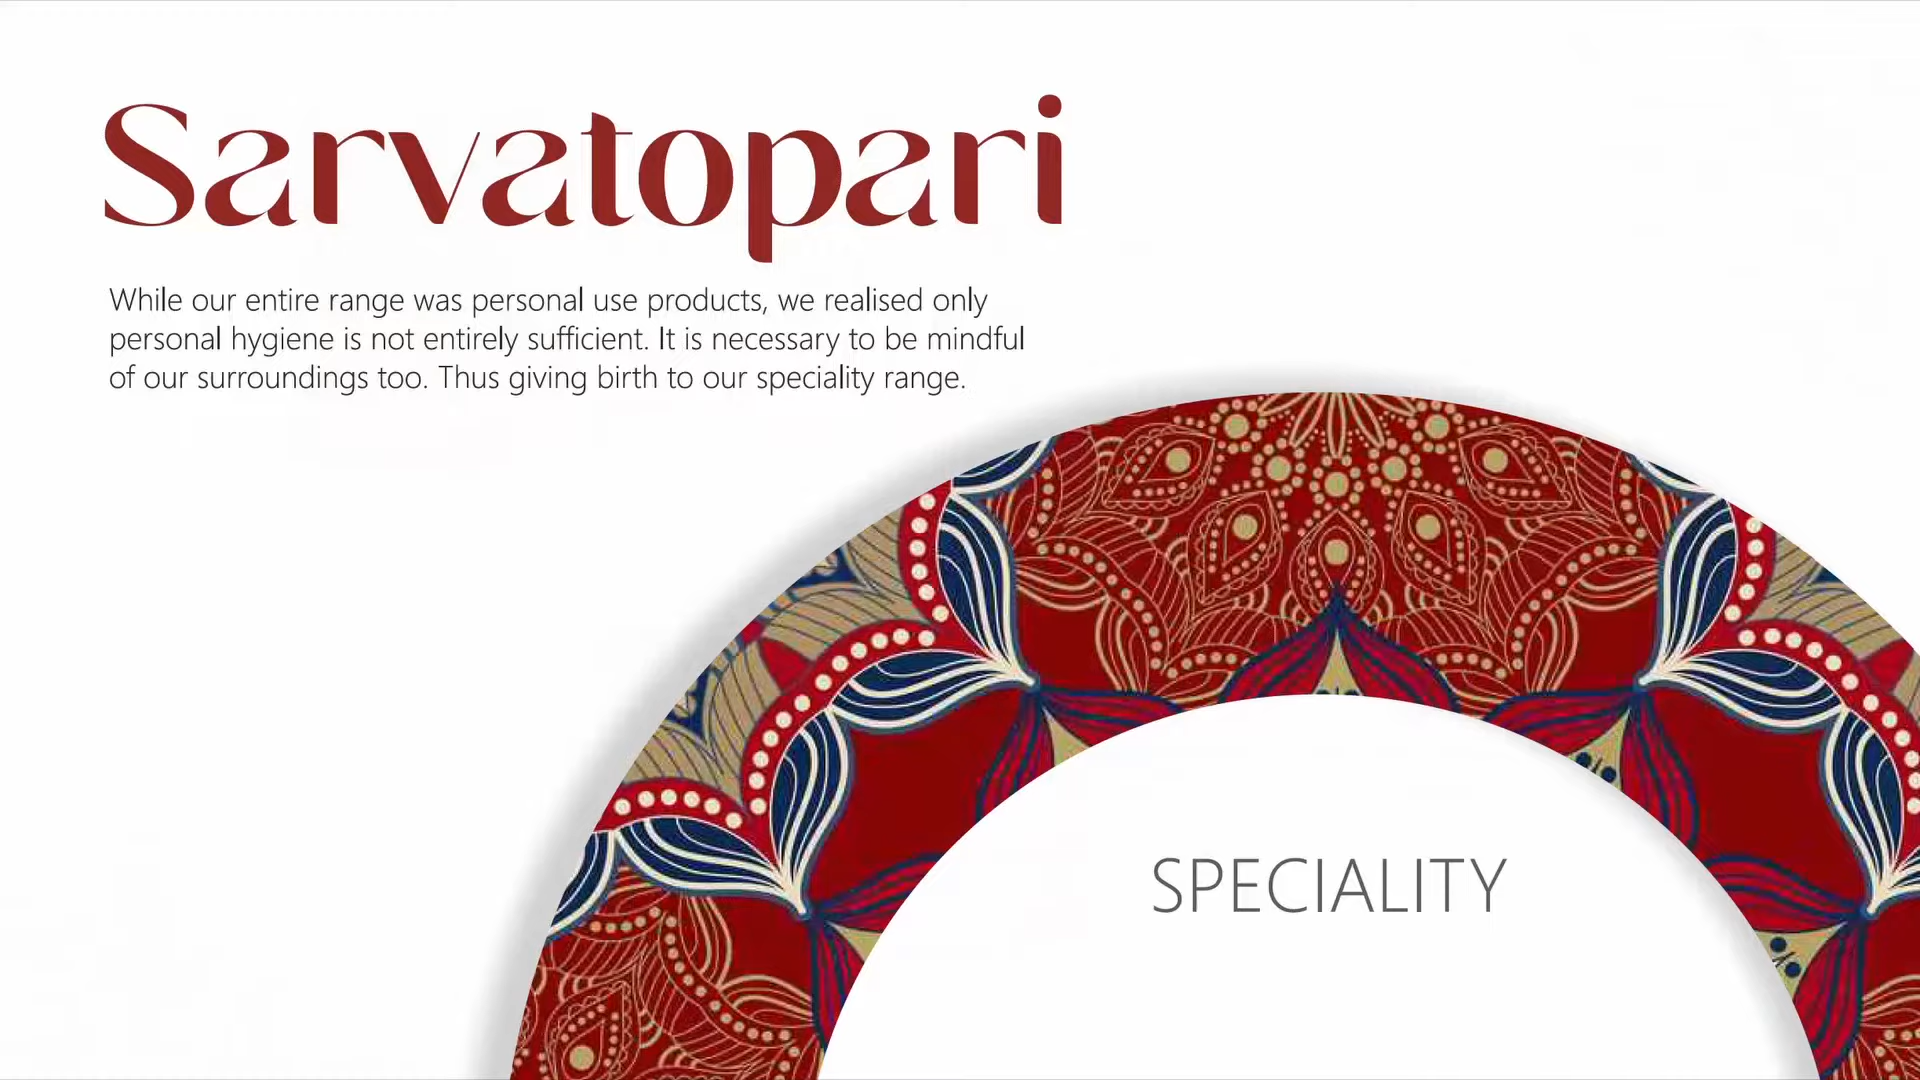 Sarvatopari
While our entire range was personal use products, we realised only
personal hygiene is not entirely sufficient. It is necessary to be mindful
of our surroundings too. Thus giving birth to our speciality range.
SPECIALITY